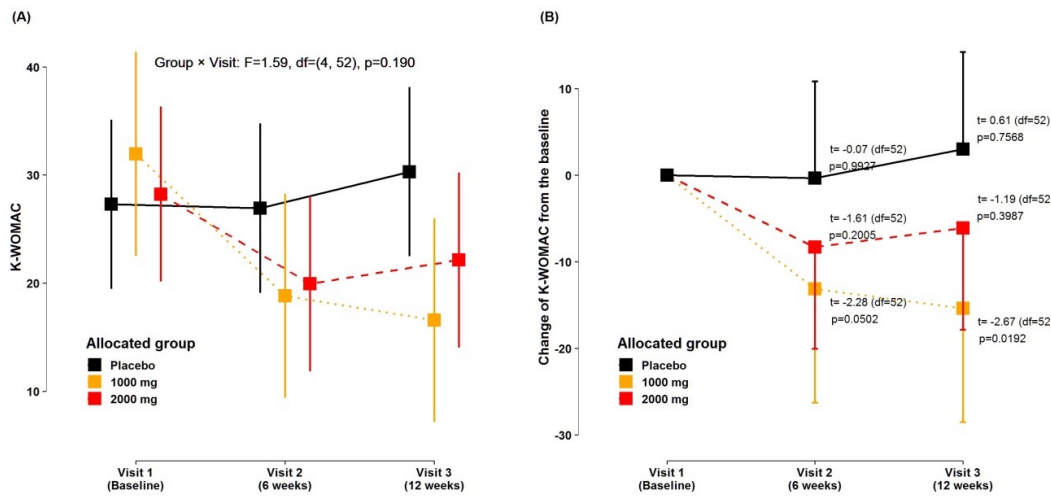 (A)
Group × Visit: F=1.59, df=(4, 52), p=0.190
40
30
20
10
K-WOMAC
Allocated group
Placebo
1000 mg
2000 mg
Visit 1
(Baseline)
Visit 2
(6 weeks)
Visit 3
(12 weeks)
(B)
10
0
-10
-20
-30
Change of K-WOMAC from the baseline
t= -0.07 (df=52)
p=0.9927
t= 0.61 (df=52)
p=0.7568
t= -1.61 (df=52)
p=0.2005
t= -1.19 (df=52
p=0.3987
t= -2.28 (df=52)
p=0.0502
t= -2.67 (df=52
p=0.0192
Allocated group
Placebo
1000 mg
2000 mg
Visit 1
(Baseline)
Visit 2
(6 weeks)
Visit 3
(12 weeks)